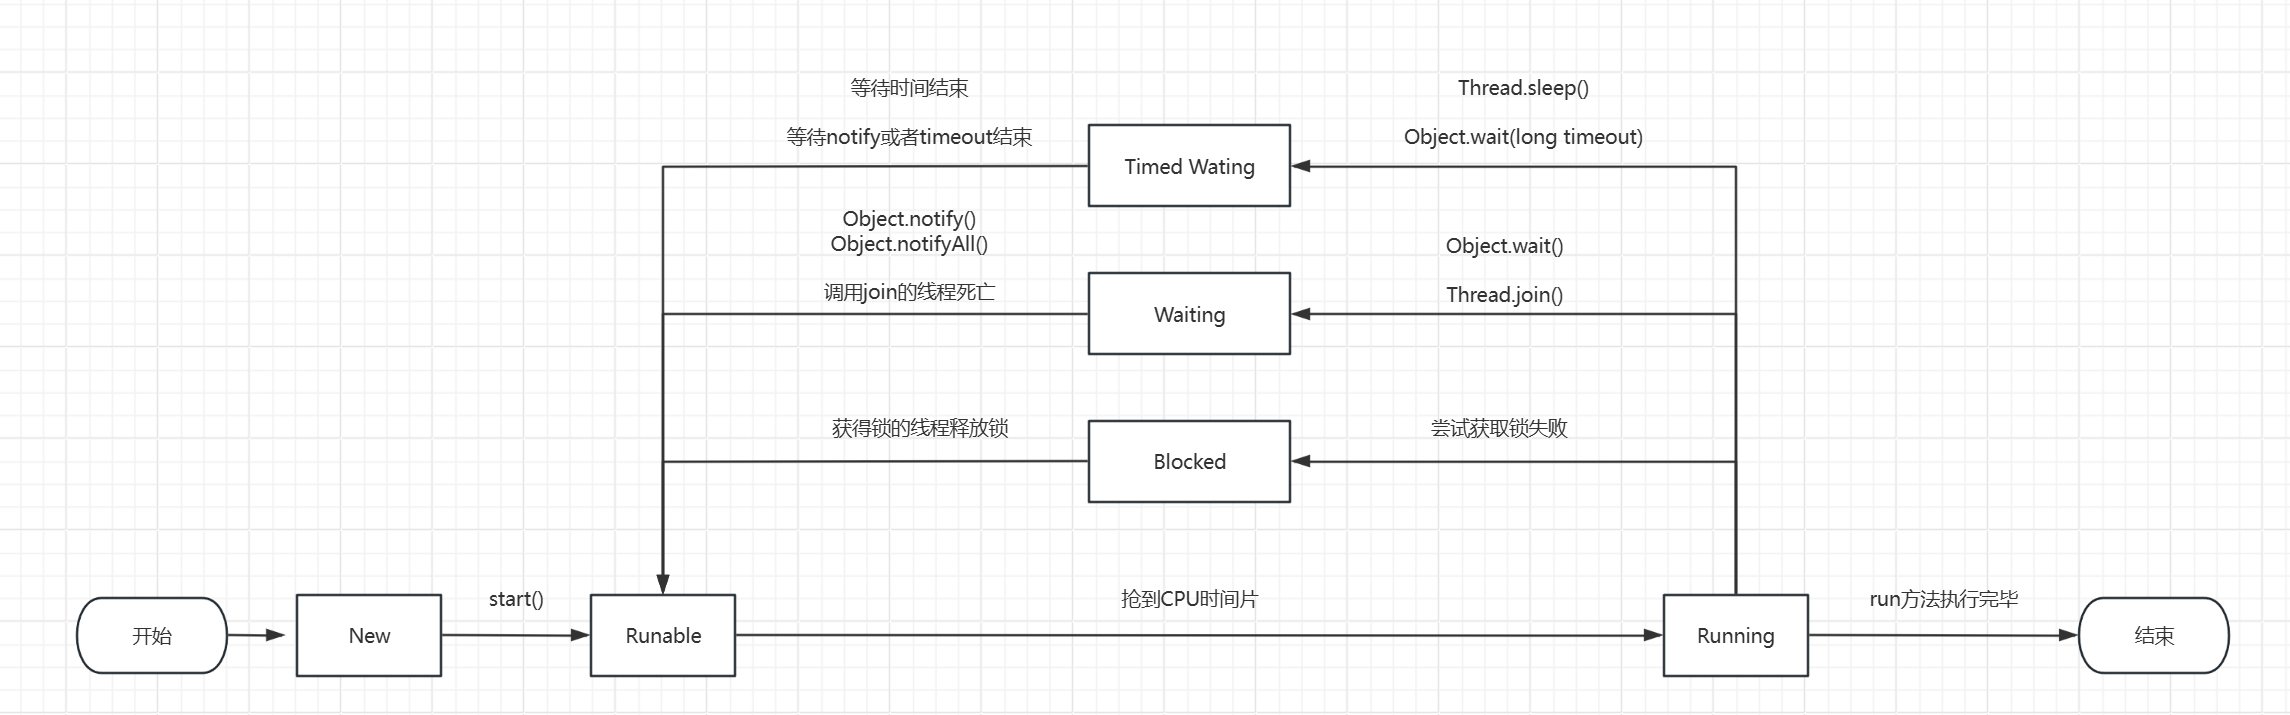 等待时间结束
Thread.sleep()
等待notify或者timeout结束
Object.wait(long timeout)
Timed Wating
Object.notify()
Object.notifyAll()
Object.wait()
调用join的线程死亡
Thread.join()
Waiting
获得锁的线程释放锁
尝试获取锁失败
Blocked
start()
抢到CPU时间片
run方法执行完毕
开始
New
Runable
Running
结束